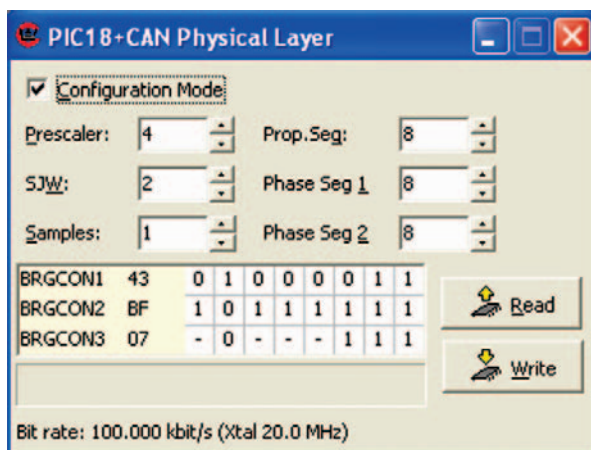 PIC18+CAN Physical Layer
Configuration Mode
Prescaler: 4 Prop.Seg: 8
SJW: 2 Phase Seg 1 8
Samples: 1 Phase Seg 2 8
BRGCON1 43 0 1 0 0 0 0 1 1
BRGCON2 BF 1 0 1 1 1 1 1 1
BRGCON3 07 - 0 - - - 1 1 1
Read
Write
Bit rate: 100.000 kbit/s (Xtal 20.0 MHz)